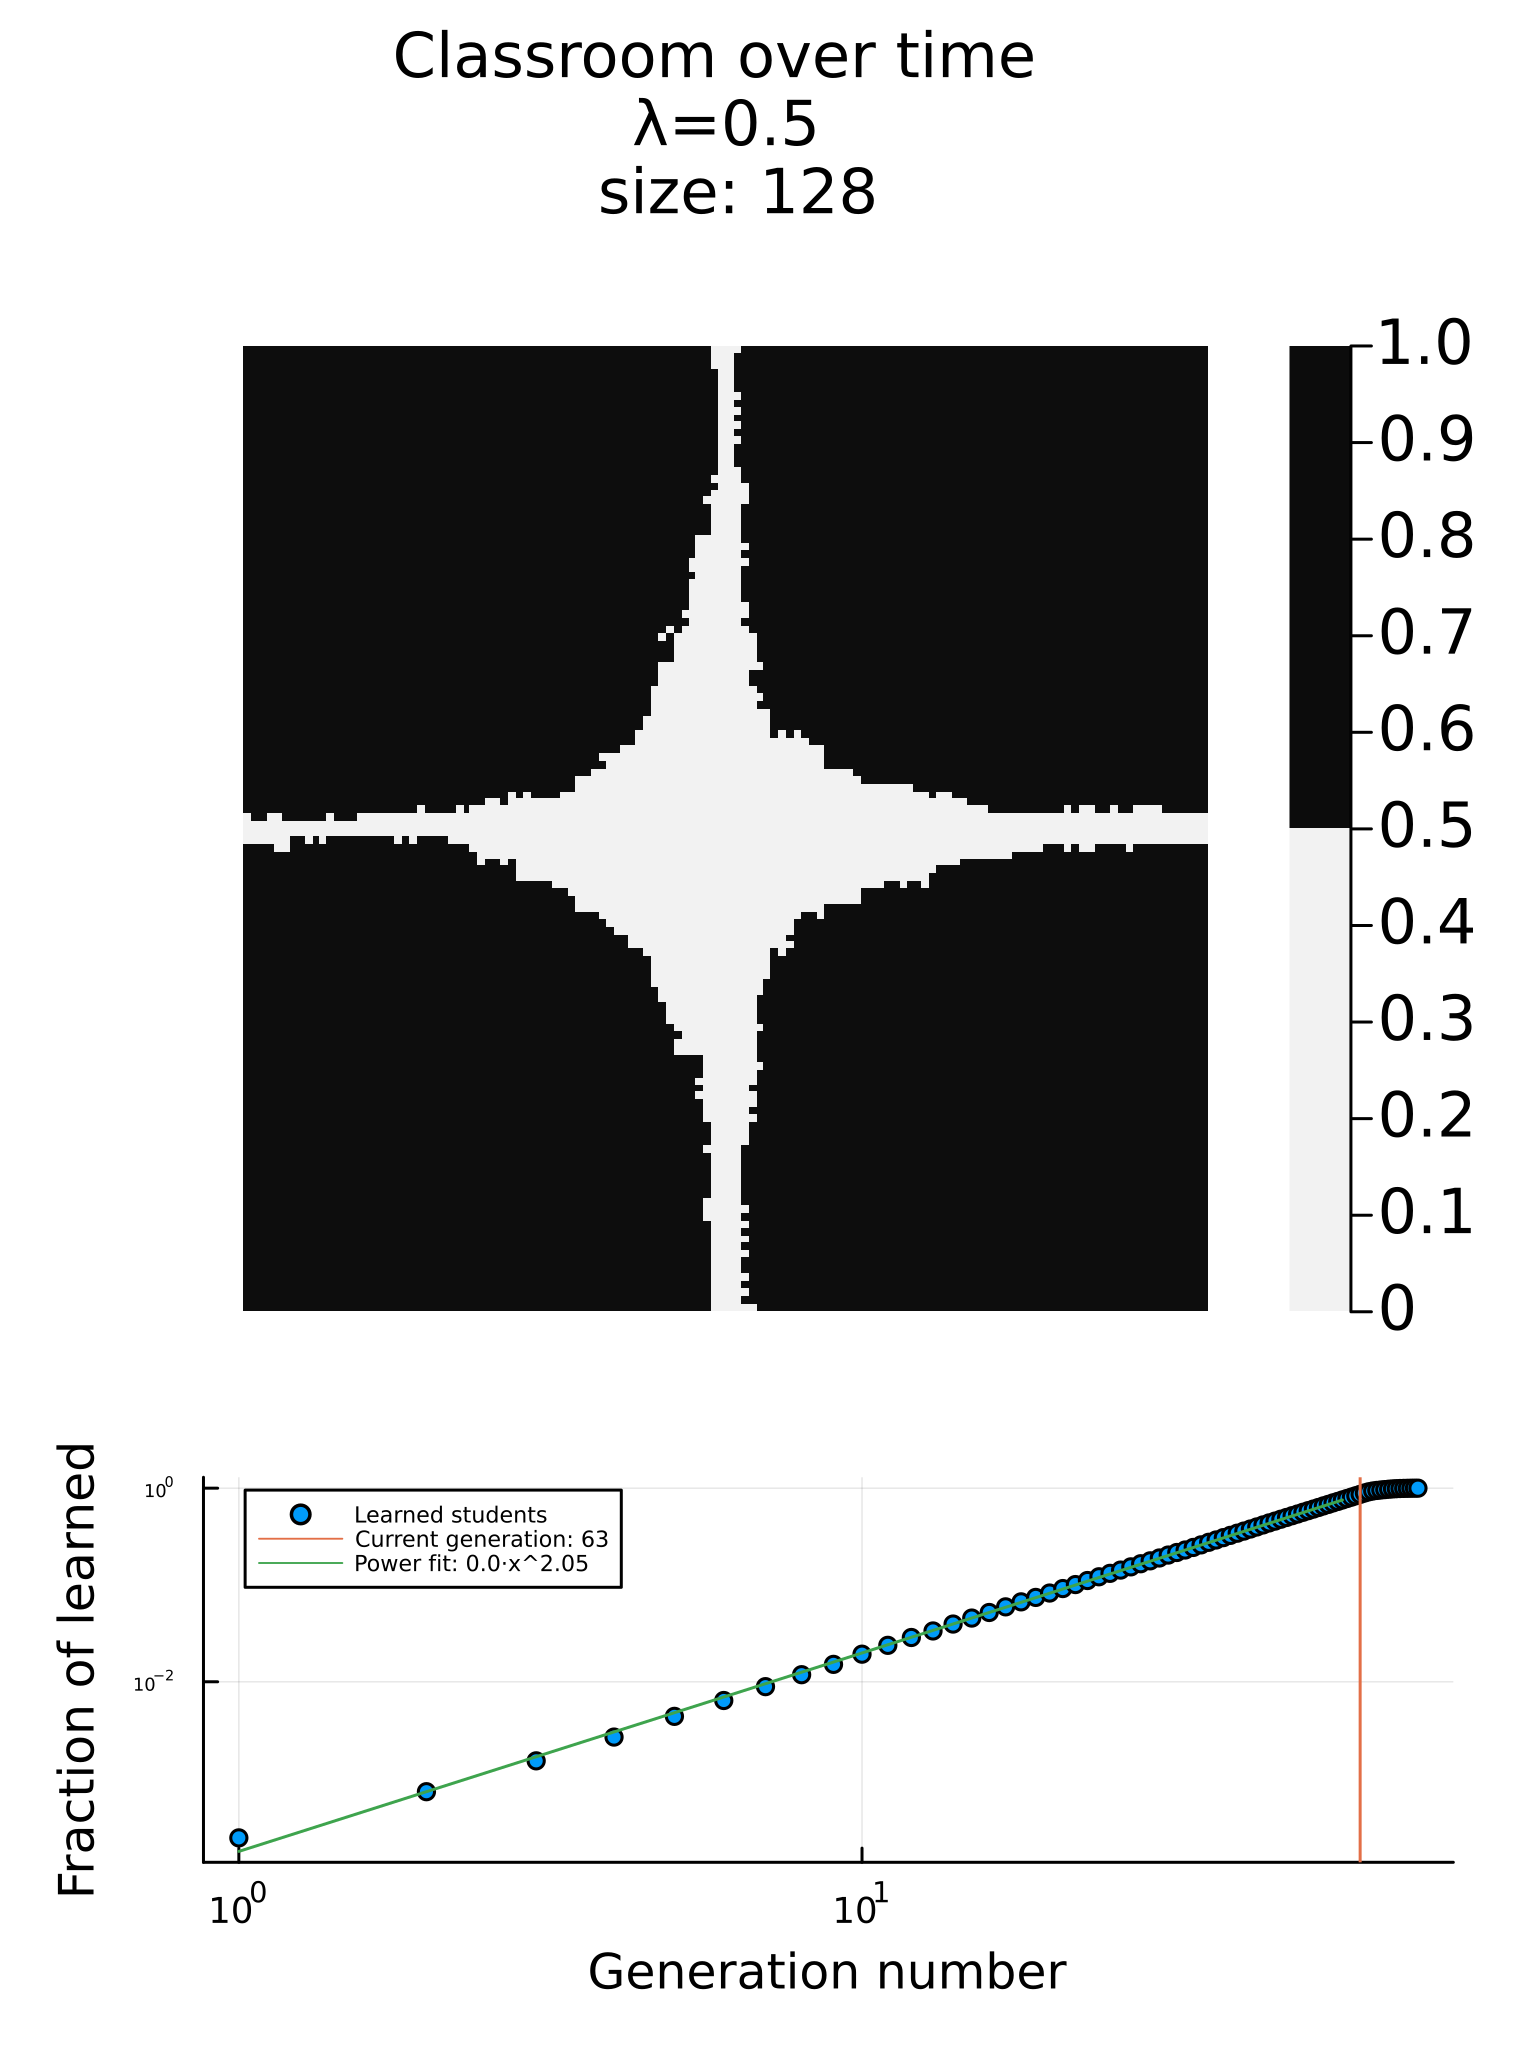 Classroom over time
λ=0.5
size: 128
1.0
0.9
0.8
0.7
0.6
0.5
0.4
0.3
0.2
0.1
0
Fraction of learned
10^0
10^−2
Learned students
Current generation: 63
Power fit: 0.0·x^2.05
10^0
10^1
Generation number